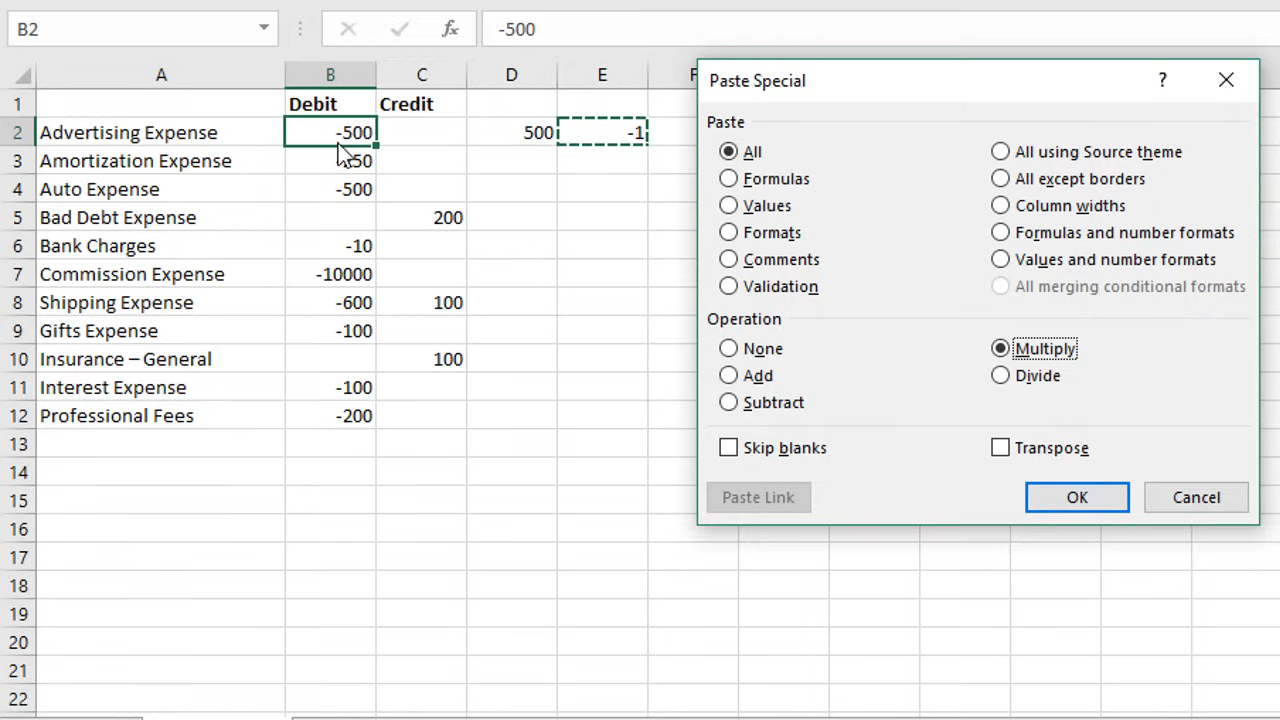 B2 fx -500
A B C D E F
1 Debit Credit
2 Advertising Expense -500 500 -1
3 Amortization Expense 50
4 Auto Expense -500
5 Bad Debt Expense 200
6 Bank Charges -10
7 Commission Expense -10000
8 Shipping Expense -600 100
9 Gifts Expense -100
10 Insurance – General 100
11 Interest Expense -100
12 Professional Fees -200
13
14
15
16
17
18
19
20
21
22
Paste Special ?
Paste
All All using Source theme
Formulas All except borders
Values Column widths
Formats Formulas and number formats
Comments Values and number formats
Validation All merging conditional formats
Operation
None Multiply
Add Divide
Subtract
Skip blanks Transpose
Paste Link OK Cancel